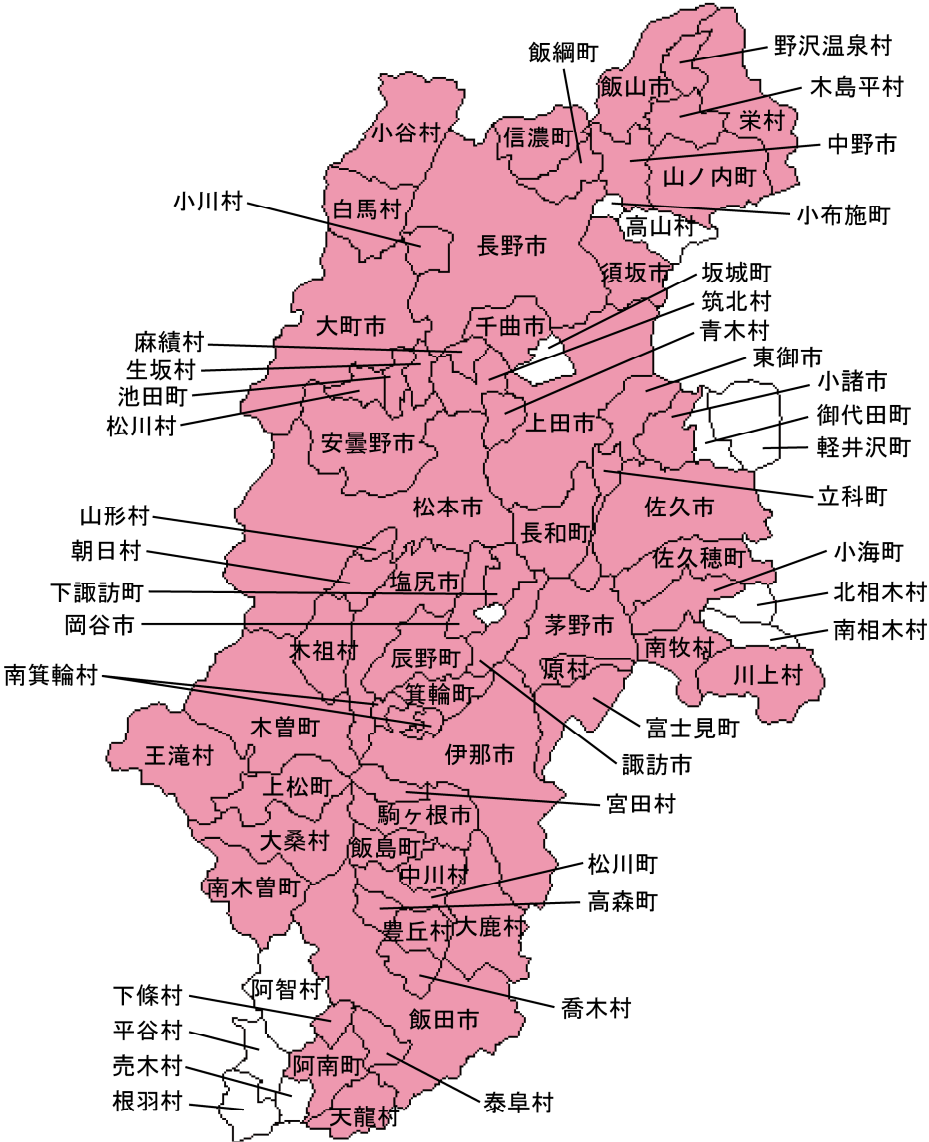 野沢温泉村
飯綱町
飯山市
木島平村
栄村
小谷村
信濃町
中野市
山ノ内町
小川村
白馬村
小布施町
高山村
長野市
須坂市
坂城町
筑北村
大町市
千曲市
青木村
麻績村
東御市
生坂村
小諸市
池田町
御代田町
松川村
上田市
安曇野市
軽井沢町
立科町
松本市
佐久市
山形村
長和町
朝日村
佐久穂町
小海町
塩尻市
下諏訪町
北相木村
岡谷市
茅野市
南相木村
木祖村
辰野町
南牧村
原村
川上村
南箕輪村
箕輪町
木曽町
富士見町
王滝村
伊那市
諏訪市
上松町
宮田村
駒ヶ根市
大桑村
飯島町
松川町
中川村
南木曽町
高森町
豊丘村
大鹿村
阿智村
下條村
喬木村
飯田市
平谷村
売木村
阿南町
根羽村
泰阜村
天龍村